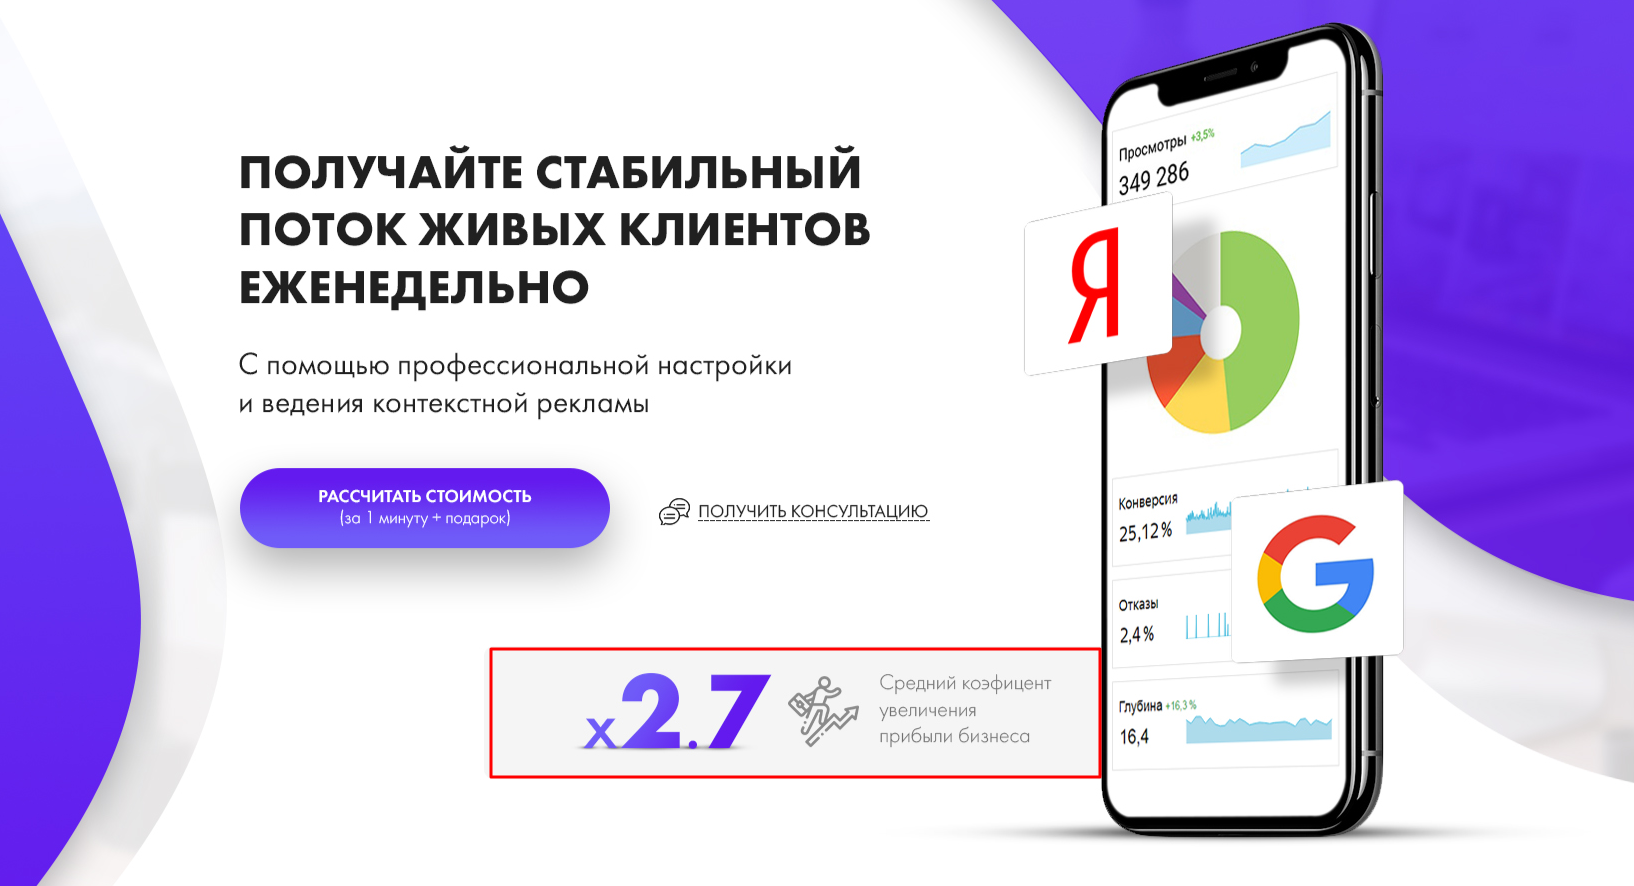 ПОЛУЧАЙТЕ СТАБИЛЬНЫЙ
ПОТОК ЖИВЫХ КЛИЕНТОВ
ЕЖЕНЕДЕЛЬНО
С помощью профессиональной настройки
и ведения контекстной рекламы
РАССЧИТАТЬ СТОИМОСТЬ
(за 1 минуту + подарок)
ПОЛУЧИТЬ КОНСУЛЬТАЦИЮ
x2.7
Средний коэфицент
увеличения
прибыли бизнеса
Просмотры +3,5%
349 286
Я
Конверсия
25,12 %
G
Отказы
2,4 %
Глубина +16,3 %
16,4